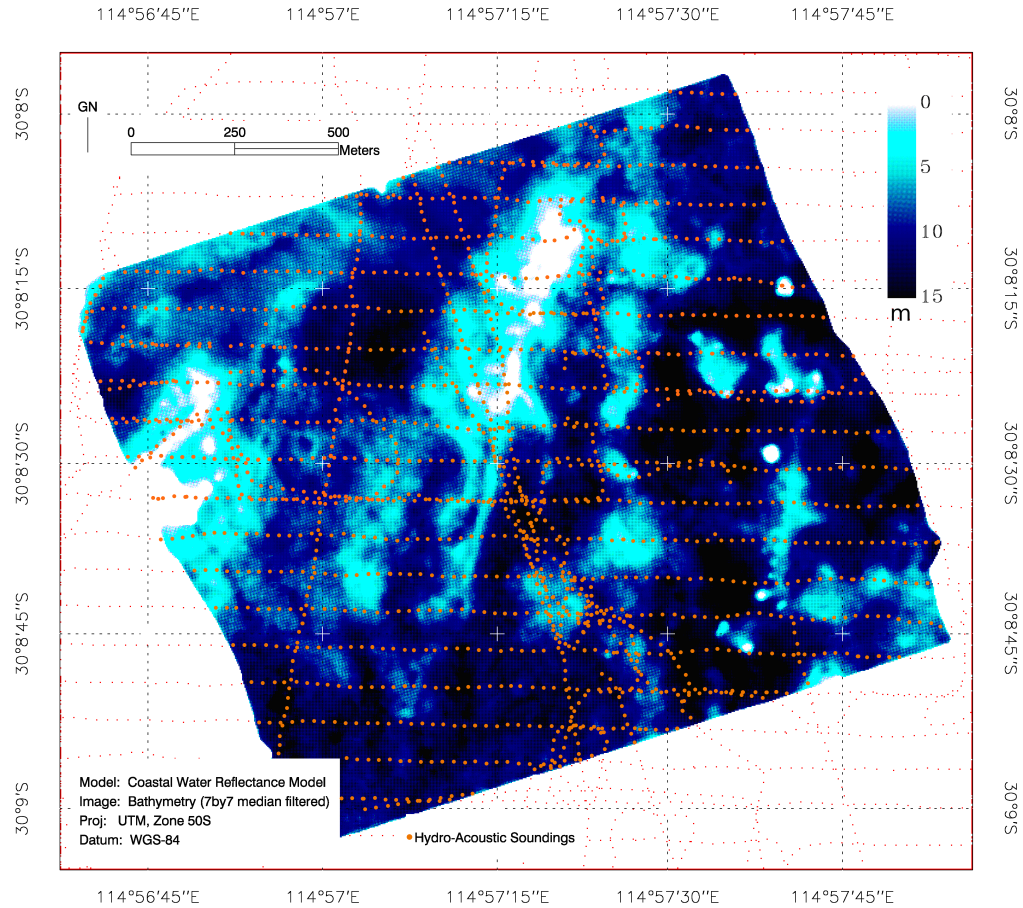 114°56'45''E 114°57'E 114°57'15''E 114°57'30''E 114°57'45''E
GN
0 250 500
Meters
0
5
10
15
m
30°8'S
30°8'15''S
30°8'30''S
30°8'45''S
30°9'S
30°8'S
30°8'15''S
30°8'30''S
30°8'45''S
30°9'S
Model: Coastal Water Reflectance Model
Image: Bathymetry (7by7 median filtered)
Proj: UTM, Zone 50S
Datum: WGS-84
Hydro-Acoustic Soundings
114°56'45''E 114°57'E 114°57'15''E 114°57'30''E 114°57'45''E